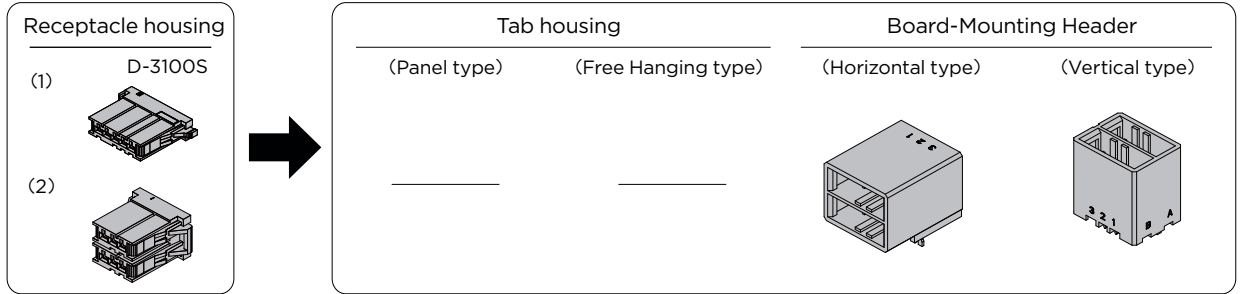 Receptacle housing
Tab housing
Board-Mounting Header
D-3100S
(Panel type)
(Free Hanging type)
(Horizontal type)
(Vertical type)
(1)
(2)
3 2 1
3 2 1 B A